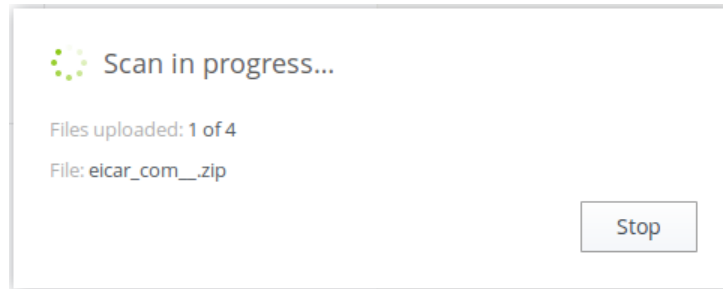 Scan in progress...
Files uploaded: 1 of 4
File: eicar_com__.zip
Stop